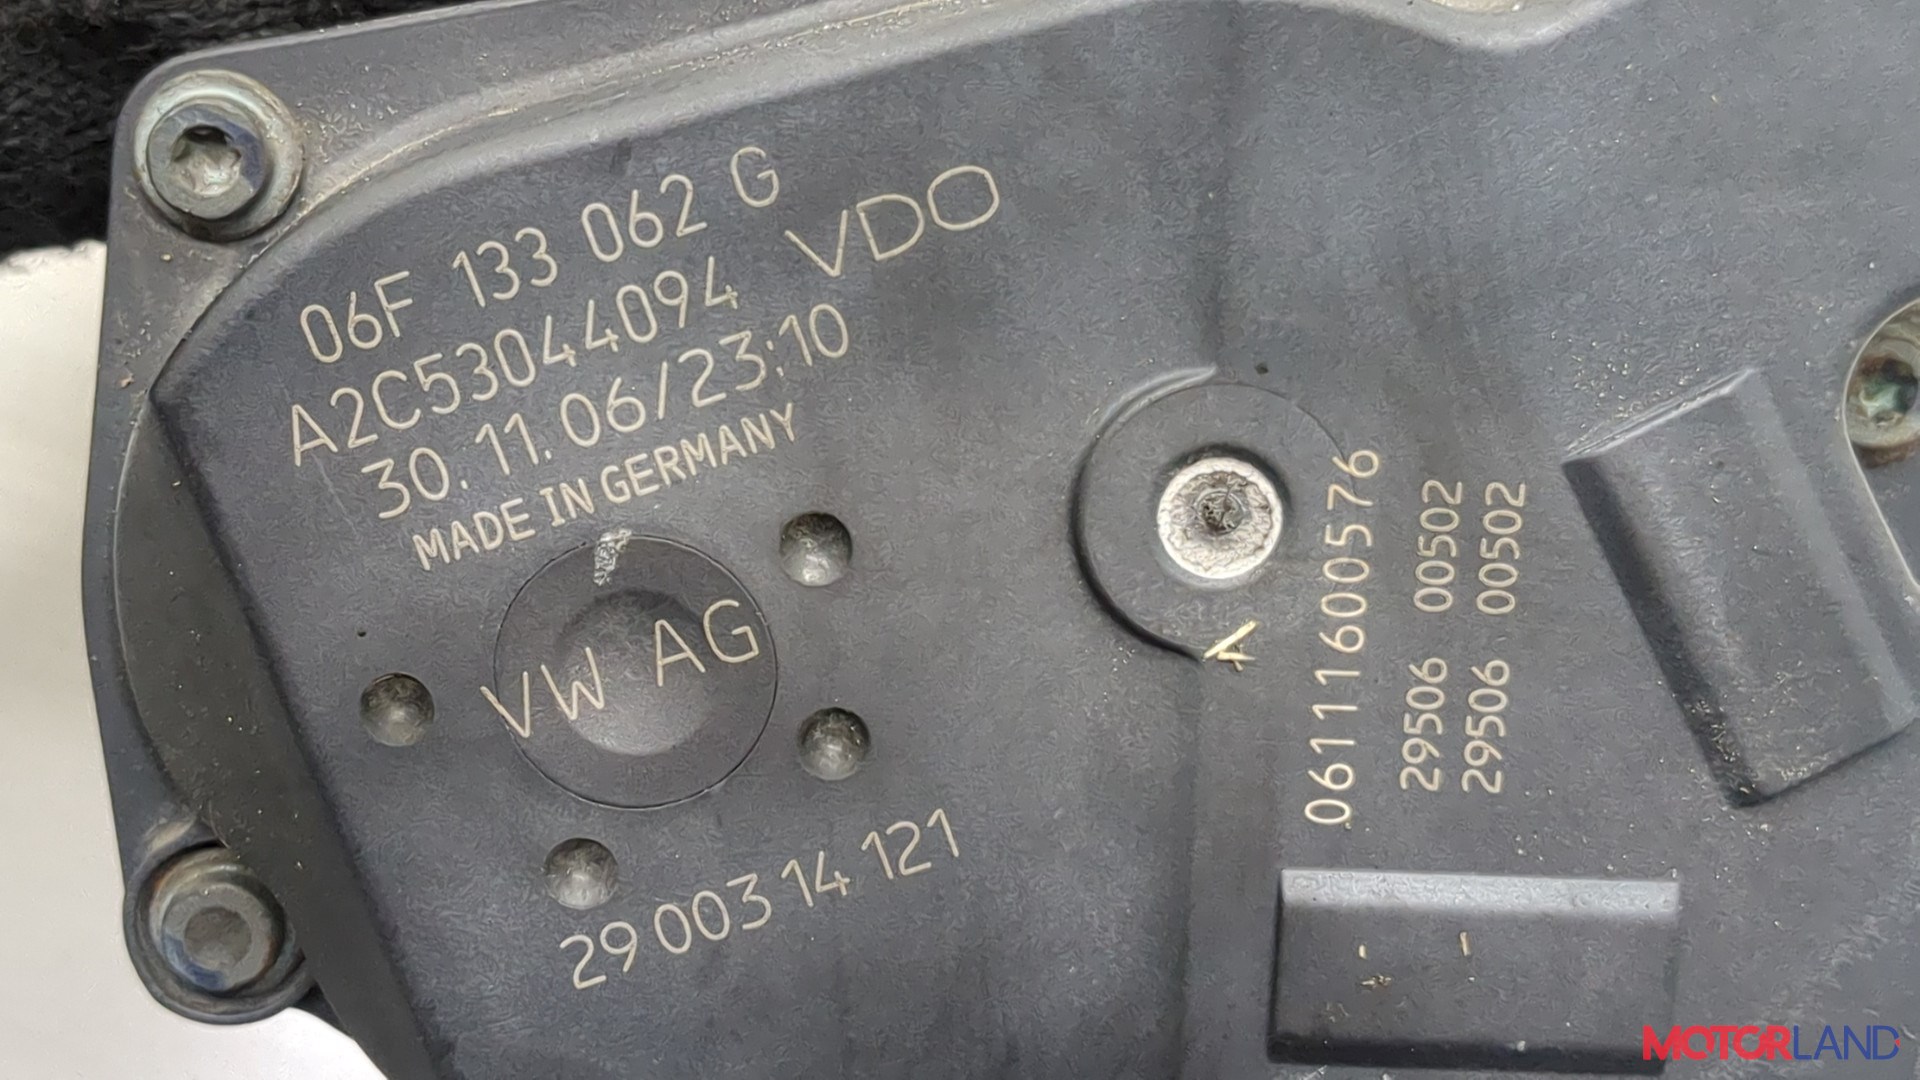 06F 133 062 G
A2C53044094 VDO
30.11.06/23:10
MADE IN GERMANY
VW AG
29 003 14 121
A
06111600576
29506 00502
29506 00502
MOTORLAND